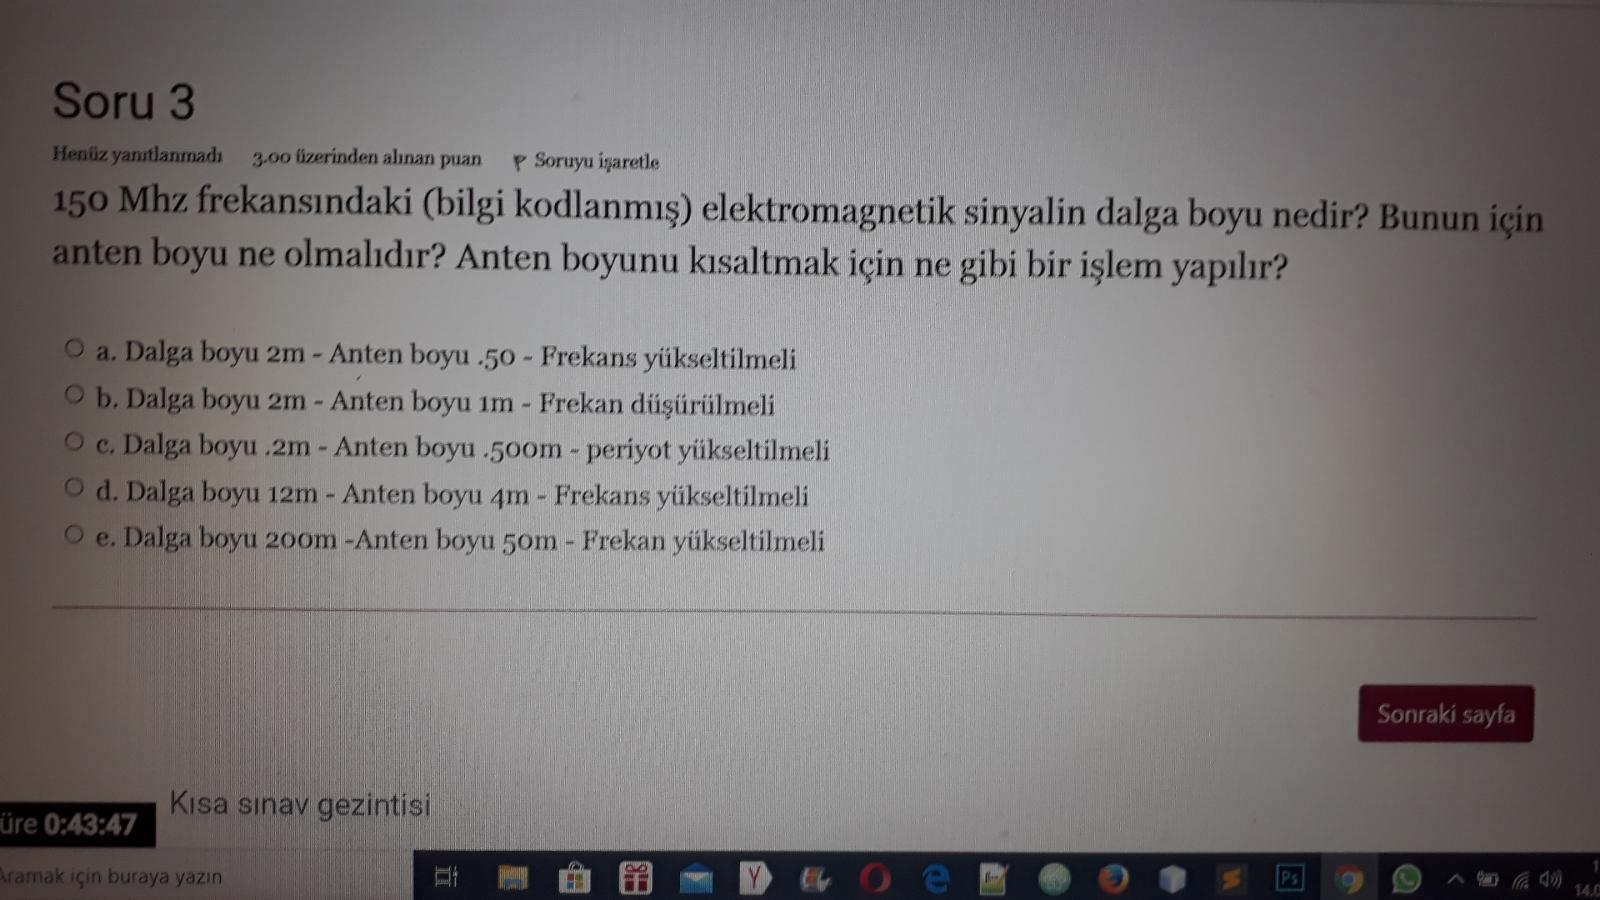 Soru 3
Henüz yanıtlanmadı 3.00 üzerinden alınan puan Soruyu işaretle
150 Mhz frekansındaki (bilgi kodlanmış) elektromagnetik sinyalin dalga boyu nedir? Bunun için
anten boyu ne olmalıdır? Anten boyunu kısaltmak için ne gibi bir işlem yapılır?
a. Dalga boyu 2m - Anten boyu .50 - Frekans yükseltilmeli
b. Dalga boyu 2m - Anten boyu 1m - Frekan düşürülmeli
c. Dalga boyu .2m - Anten boyu .500m - periyot yükseltilmeli
d. Dalga boyu 12m - Anten boyu 4m - Frekans yükseltilmeli
e. Dalga boyu 200m -Anten boyu 50m - Frekan yükseltilmeli
Sonraki sayfa
Kısa sınav gezintisi
üre 0:43:47
Aramak için buraya yazın
Y
Ps
14.0